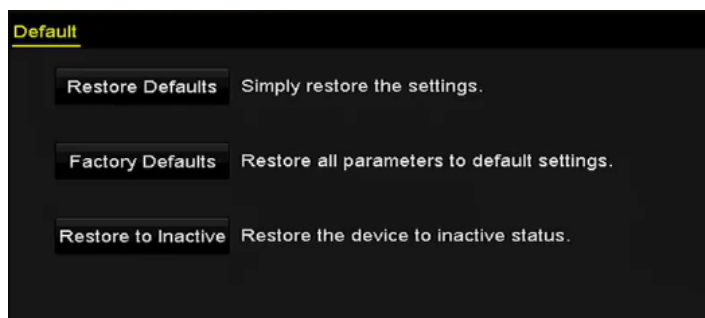 Default
Restore Defaults Simply restore the settings.
Factory Defaults Restore all parameters to default settings.
Restore to Inactive Restore the device to inactive status.